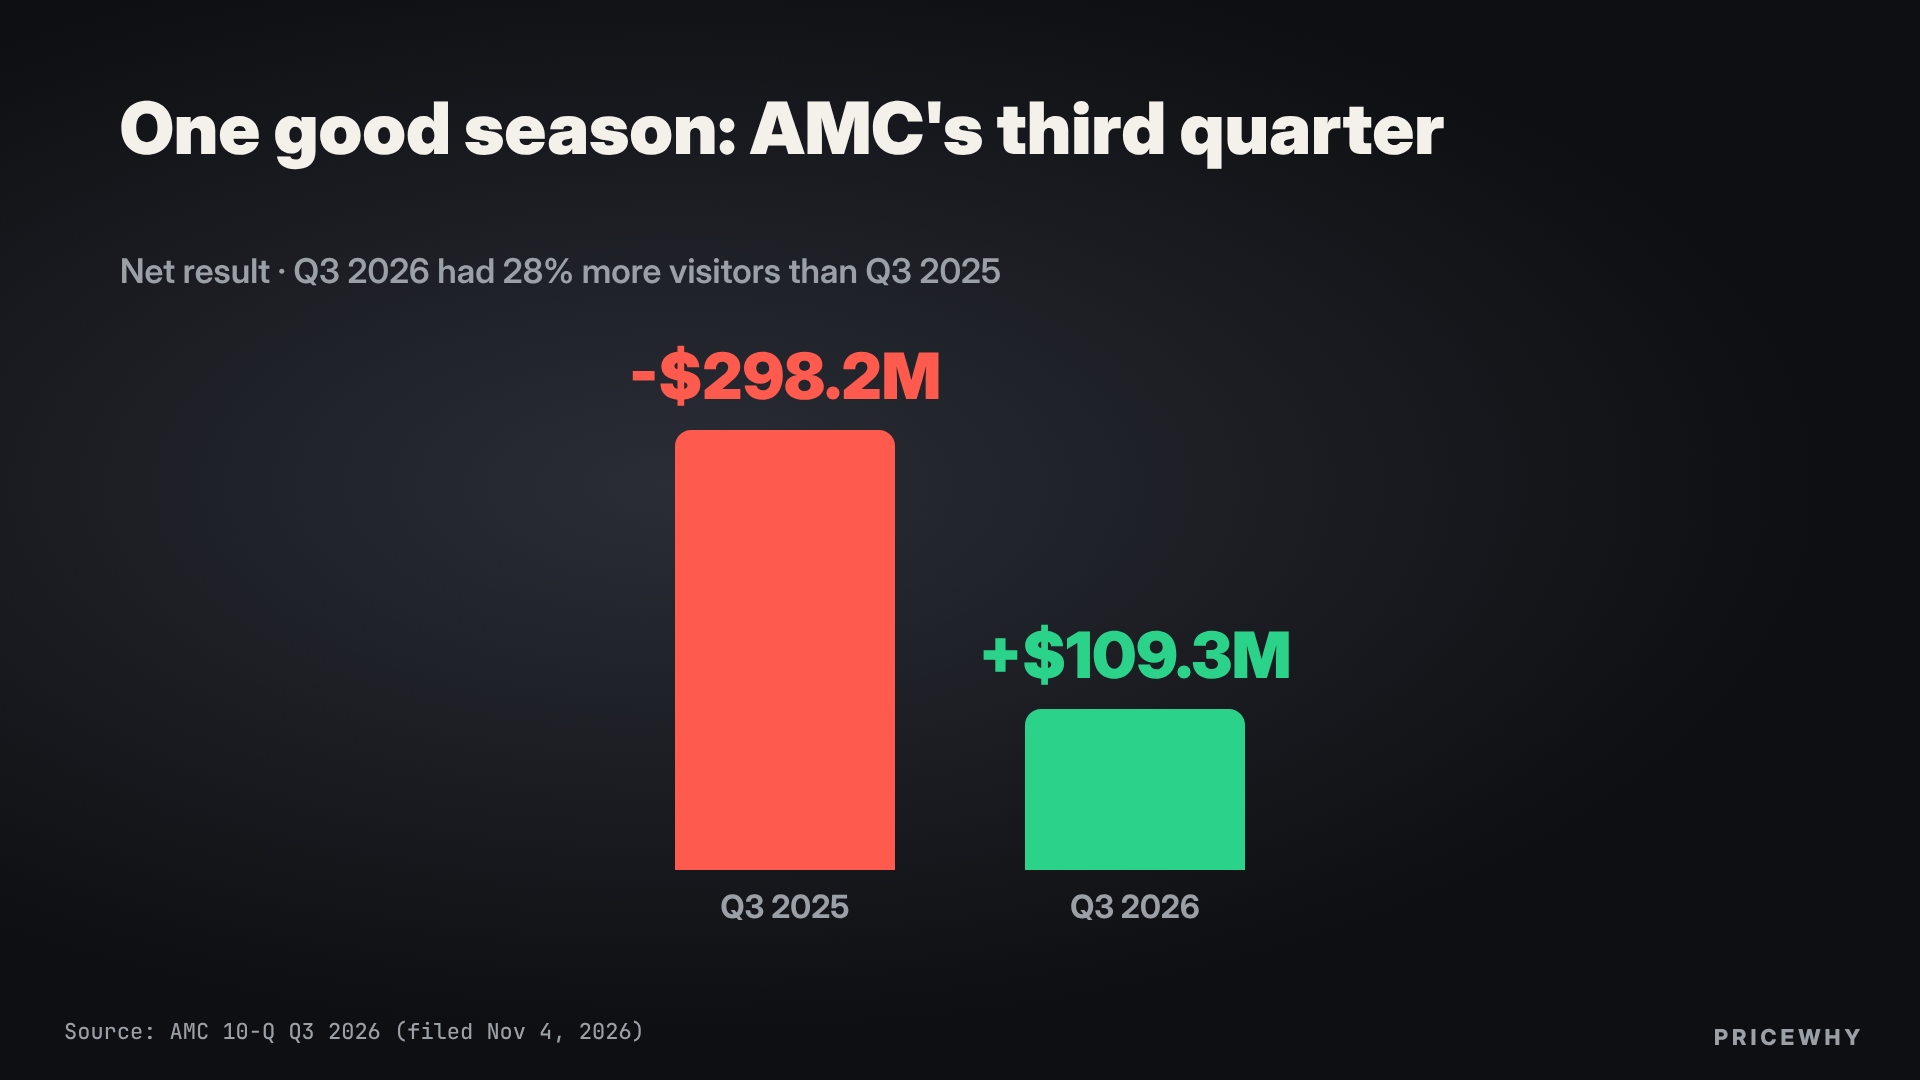 One good season: AMC's third quarter
Net result · Q3 2026 had 28% more visitors than Q3 2025
-$298.2M
+$109.3M
Q3 2025
Q3 2026
Source: AMC 10-Q Q3 2026 (filed Nov 4, 2026)
PRICEWHY